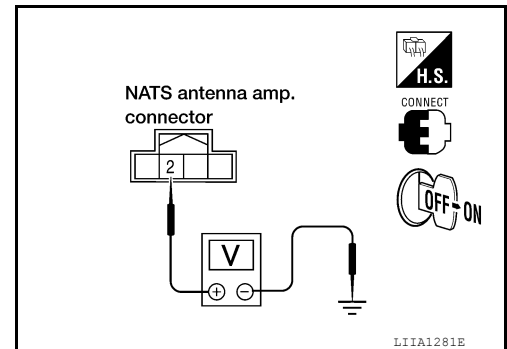 H.S.
NATS antenna amp.
connector
CONNECT
2
OFF ON
V
+ −
LIIA1281E